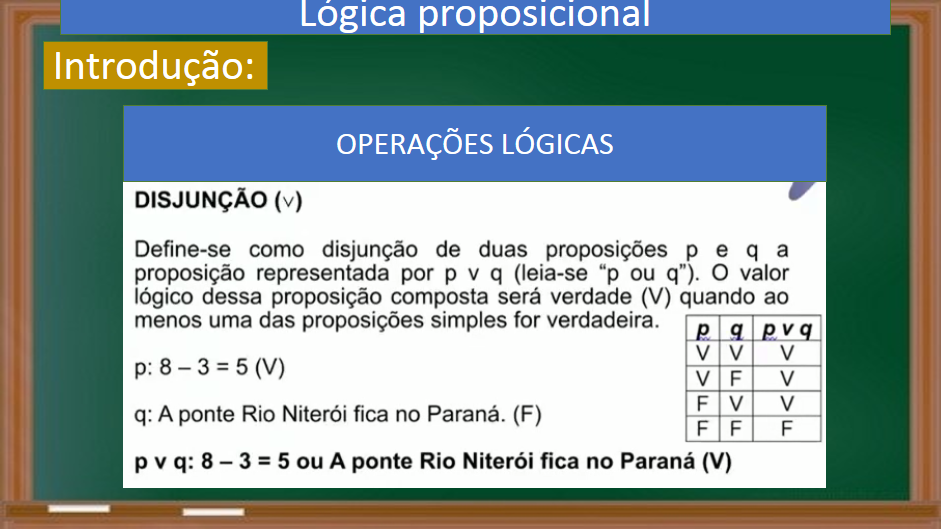 Lógica proposicional
Introdução:
OPERAÇÕES LÓGICAS
DISJUNÇÃO (∨)
Define-se como disjunção de duas proposições p e q a
proposição representada por p v q (leia-se “p ou q”). O valor
lógico dessa proposição composta será verdade (V) quando ao
menos uma das proposições simples for verdadeira.
p: 8 – 3 = 5 (V)
q: A ponte Rio Niterói fica no Paraná. (F)
p v q: 8 – 3 = 5 ou A ponte Rio Niterói fica no Paraná (V)
p q p v q
V V V
V F V
F V V
F F F